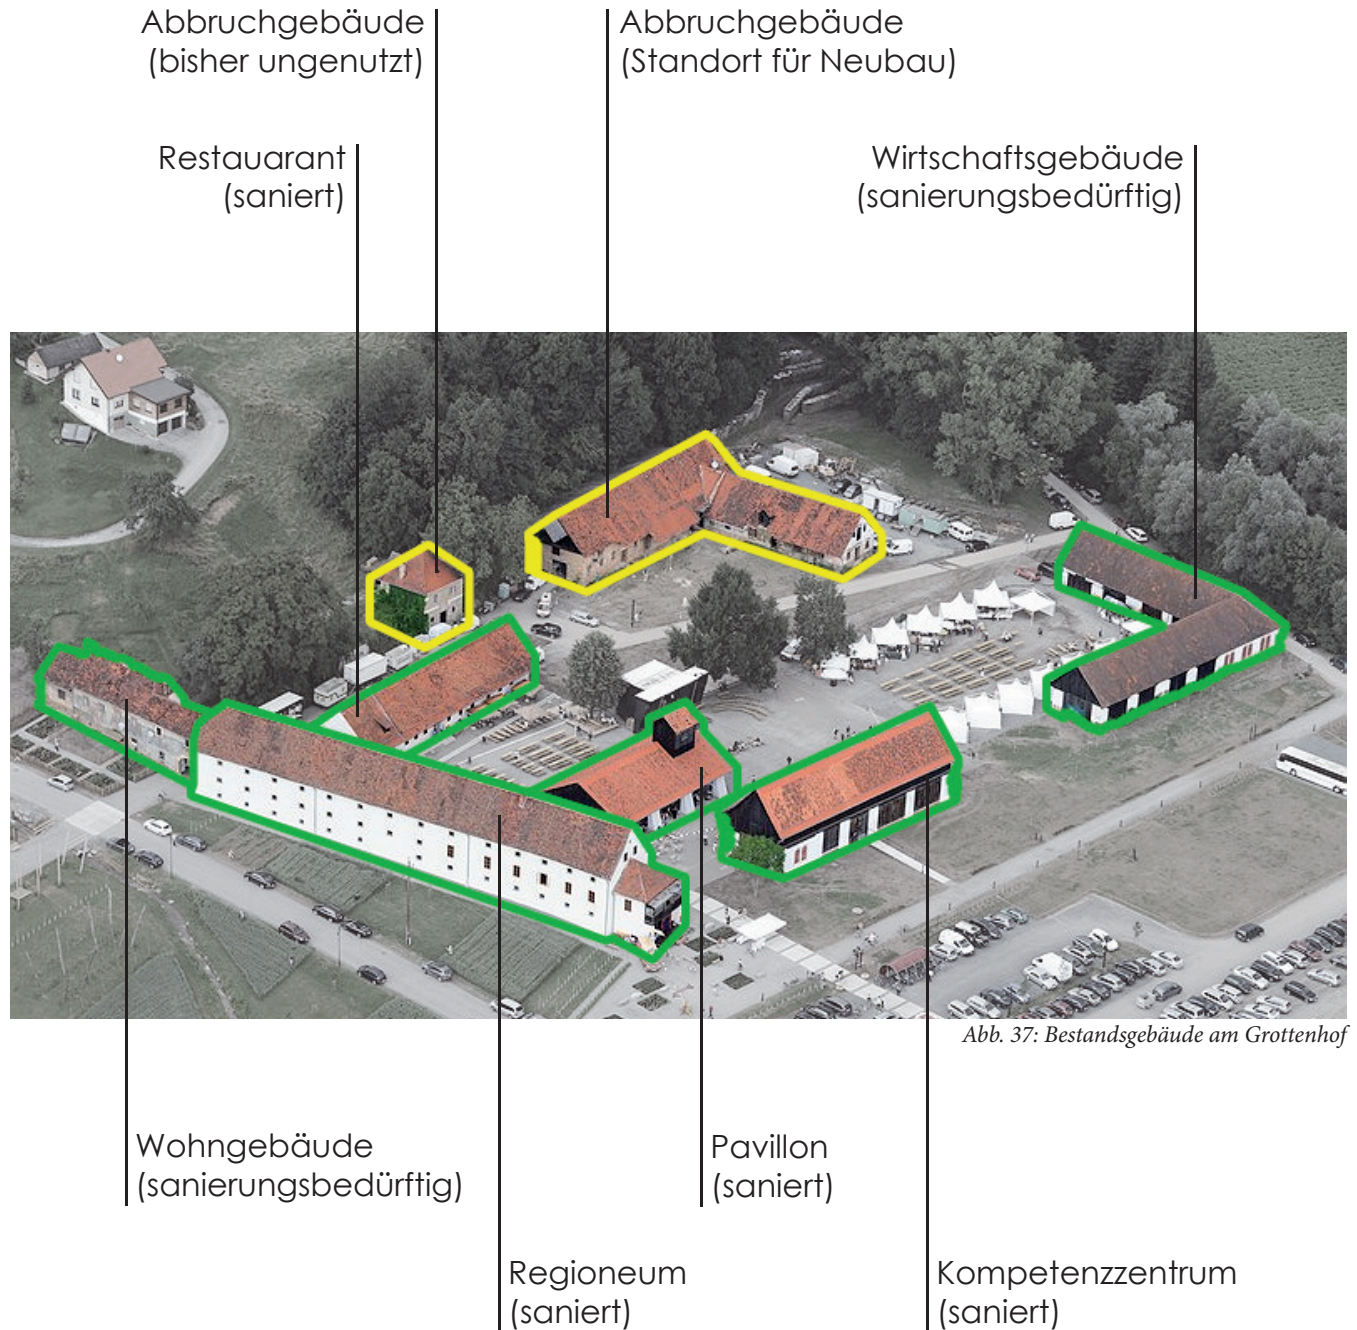 Abbruchgebäude
(bisher ungenutzt)
Abbruchgebäude
(Standort für Neubau)
Restauarant
(saniert)
Wirtschaftsgebäude
(sanierungsbedürftig)
Abb. 37: Bestandsgebäude am Grottenhof
Wohngebäude
(sanierungsbedürftig)
Pavillon
(saniert)
Regioneum
(saniert)
Kompetenzzentrum
(saniert)